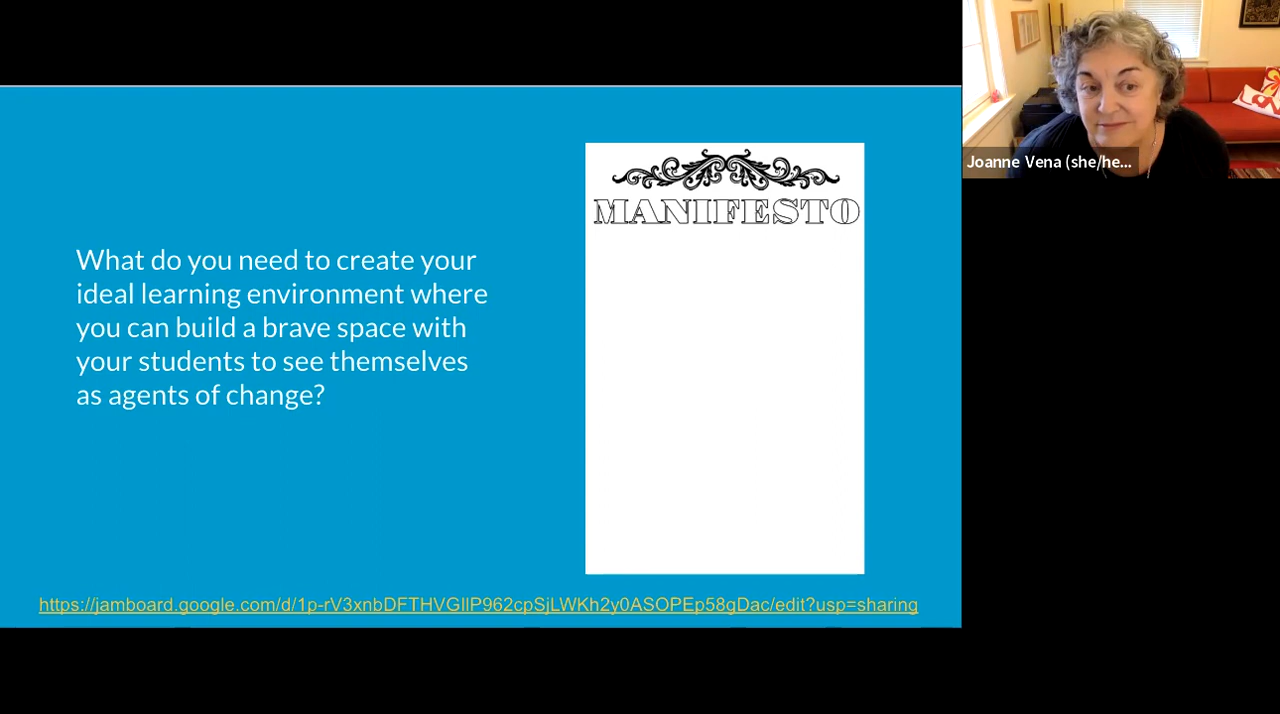 MANIFESTO
What do you need to create your
ideal learning environment where
you can build a brave space with
your students to see themselves
as agents of change?
https://jamboard.google.com/d/1p-rV3xnbDFTHVGIlP962cpSjLWKh2y0ASOPEp58gDac/edit?usp=sharing
Joanne Vena (she/he...